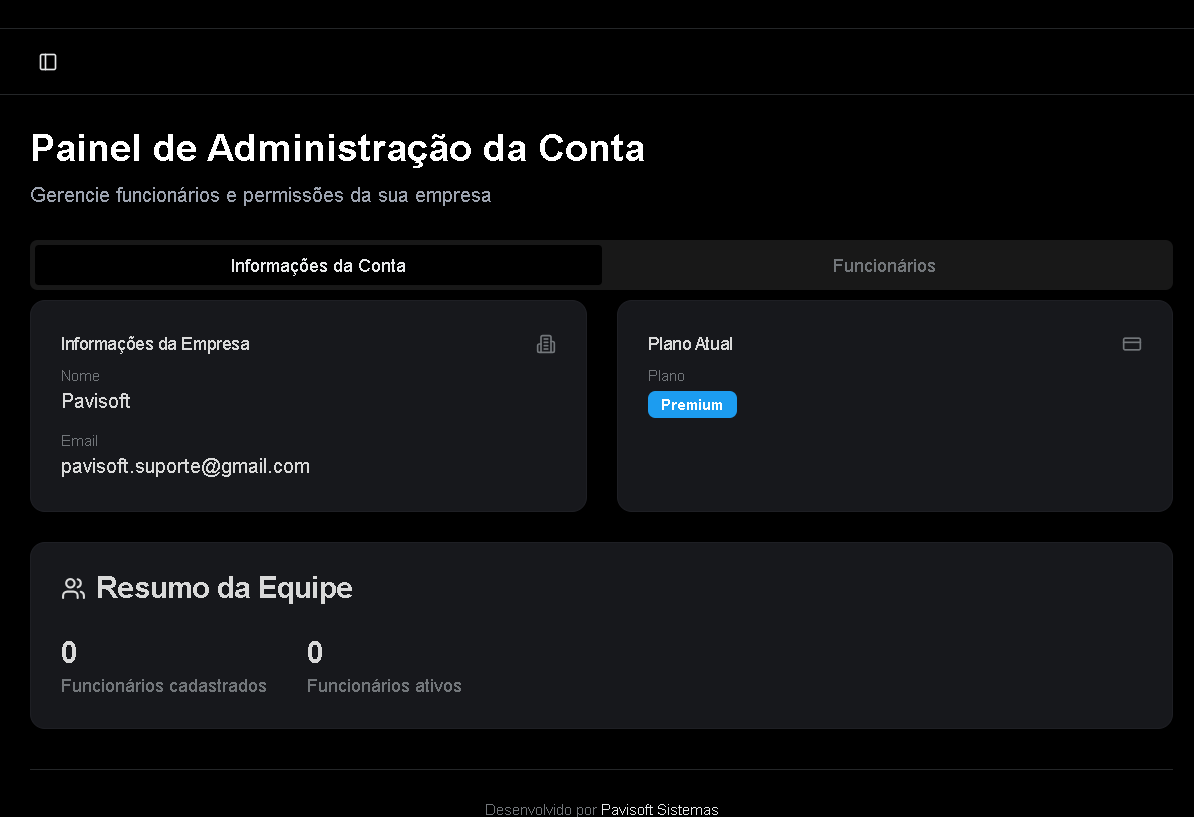 Painel de Administração da Conta
Gerencie funcionários e permissões da sua empresa
Informações da Conta
Funcionários
Informações da Empresa
Nome
Pavisoft
Email
pavisoft.suporte@gmail.com
Plano Atual
Plano
Premium
Resumo da Equipe
0
Funcionários cadastrados
0
Funcionários ativos
Desenvolvido por Pavisoft Sistemas